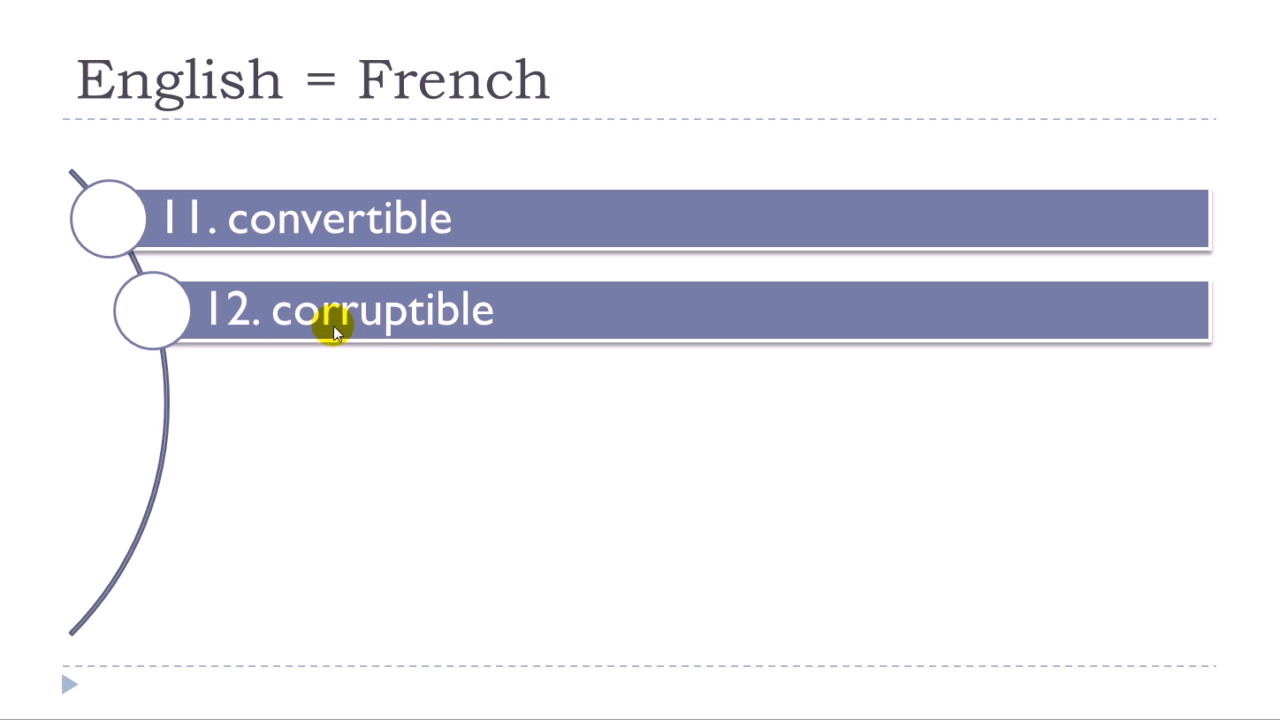 English = French
11. convertible
12. corruptible